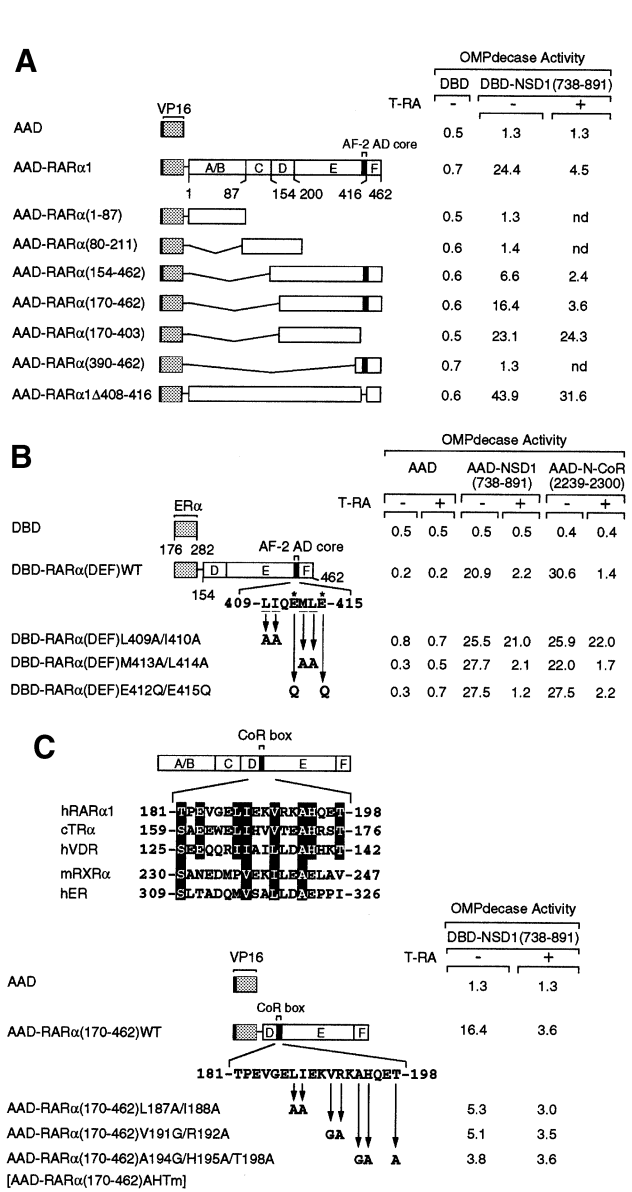 A
OMPdecase Activity
DBD DBD-NSD1(738-891)
T-RA - - +
VP16
AAD 0.5 1.3 1.3
AF-2 AD core
AAD-RARα1 A/B C D E F 0.7 24.4 4.5
1 87 154 200 416 462
AAD-RARα(1-87) 0.5 1.3 nd
AAD-RARα(80-211) 0.6 1.4 nd
AAD-RARα(154-462) 0.6 6.6 2.4
AAD-RARα(170-462) 0.6 16.4 3.6
AAD-RARα(170-403) 0.5 23.1 24.3
AAD-RARα(390-462) 0.7 1.3 nd
AAD-RARα1Δ408-416 0.6 43.9 31.6
B
OMPdecase Activity
AAD AAD-NSD1 (738-891) AAD-N-CoR (2239-2300)
T-RA - + - + - +
ERα
DBD 0.5 0.5 0.5 0.5 0.4 0.4
176 282
AF-2 AD core
DBD-RARα(DEF)WT D E F 0.2 0.2 20.9 2.2 30.6 1.4
154 462
409-LIQEMLE-415
* *
DBD-RARα(DEF)L409A/I410A AA 0.8 0.7 25.5 21.0 25.9 22.0
DBD-RARα(DEF)M413A/L414A AA 0.3 0.5 27.7 2.1 22.0 1.7
DBD-RARα(DEF)E412Q/E415Q Q Q 0.3 0.7 27.5 1.2 27.5 2.2
C
CoR box
A/B C D E F
hRARα1 181-TPEVGELIEKVRKAHQET-198
cTRα 159-SAEEWELIHVVTEAHRST-176
hVDR 125-SEEQQRIIAILLDAHHKT-142
mRXRα 230-SANEDMPVEKILEAELAV-247
hER 309-SLTADQMVSALLDAEPPI-326
OMPdecase Activity
DBD-NSD1(738-891)
T-RA - +
VP16
AAD 1.3 1.3
CoR box
AAD-RARα(170-462)WT D E F 16.4 3.6
181-TPEVGELIEKVRKAHQET-198
AAD-RARα(170-462)L187A/I188A AA 5.3 3.0
AAD-RARα(170-462)V191G/R192A GA 5.1 3.5
AAD-RARα(170-462)A194G/H195A/T198A GA A 3.8 3.6
[AAD-RARα(170-462)AHTm]